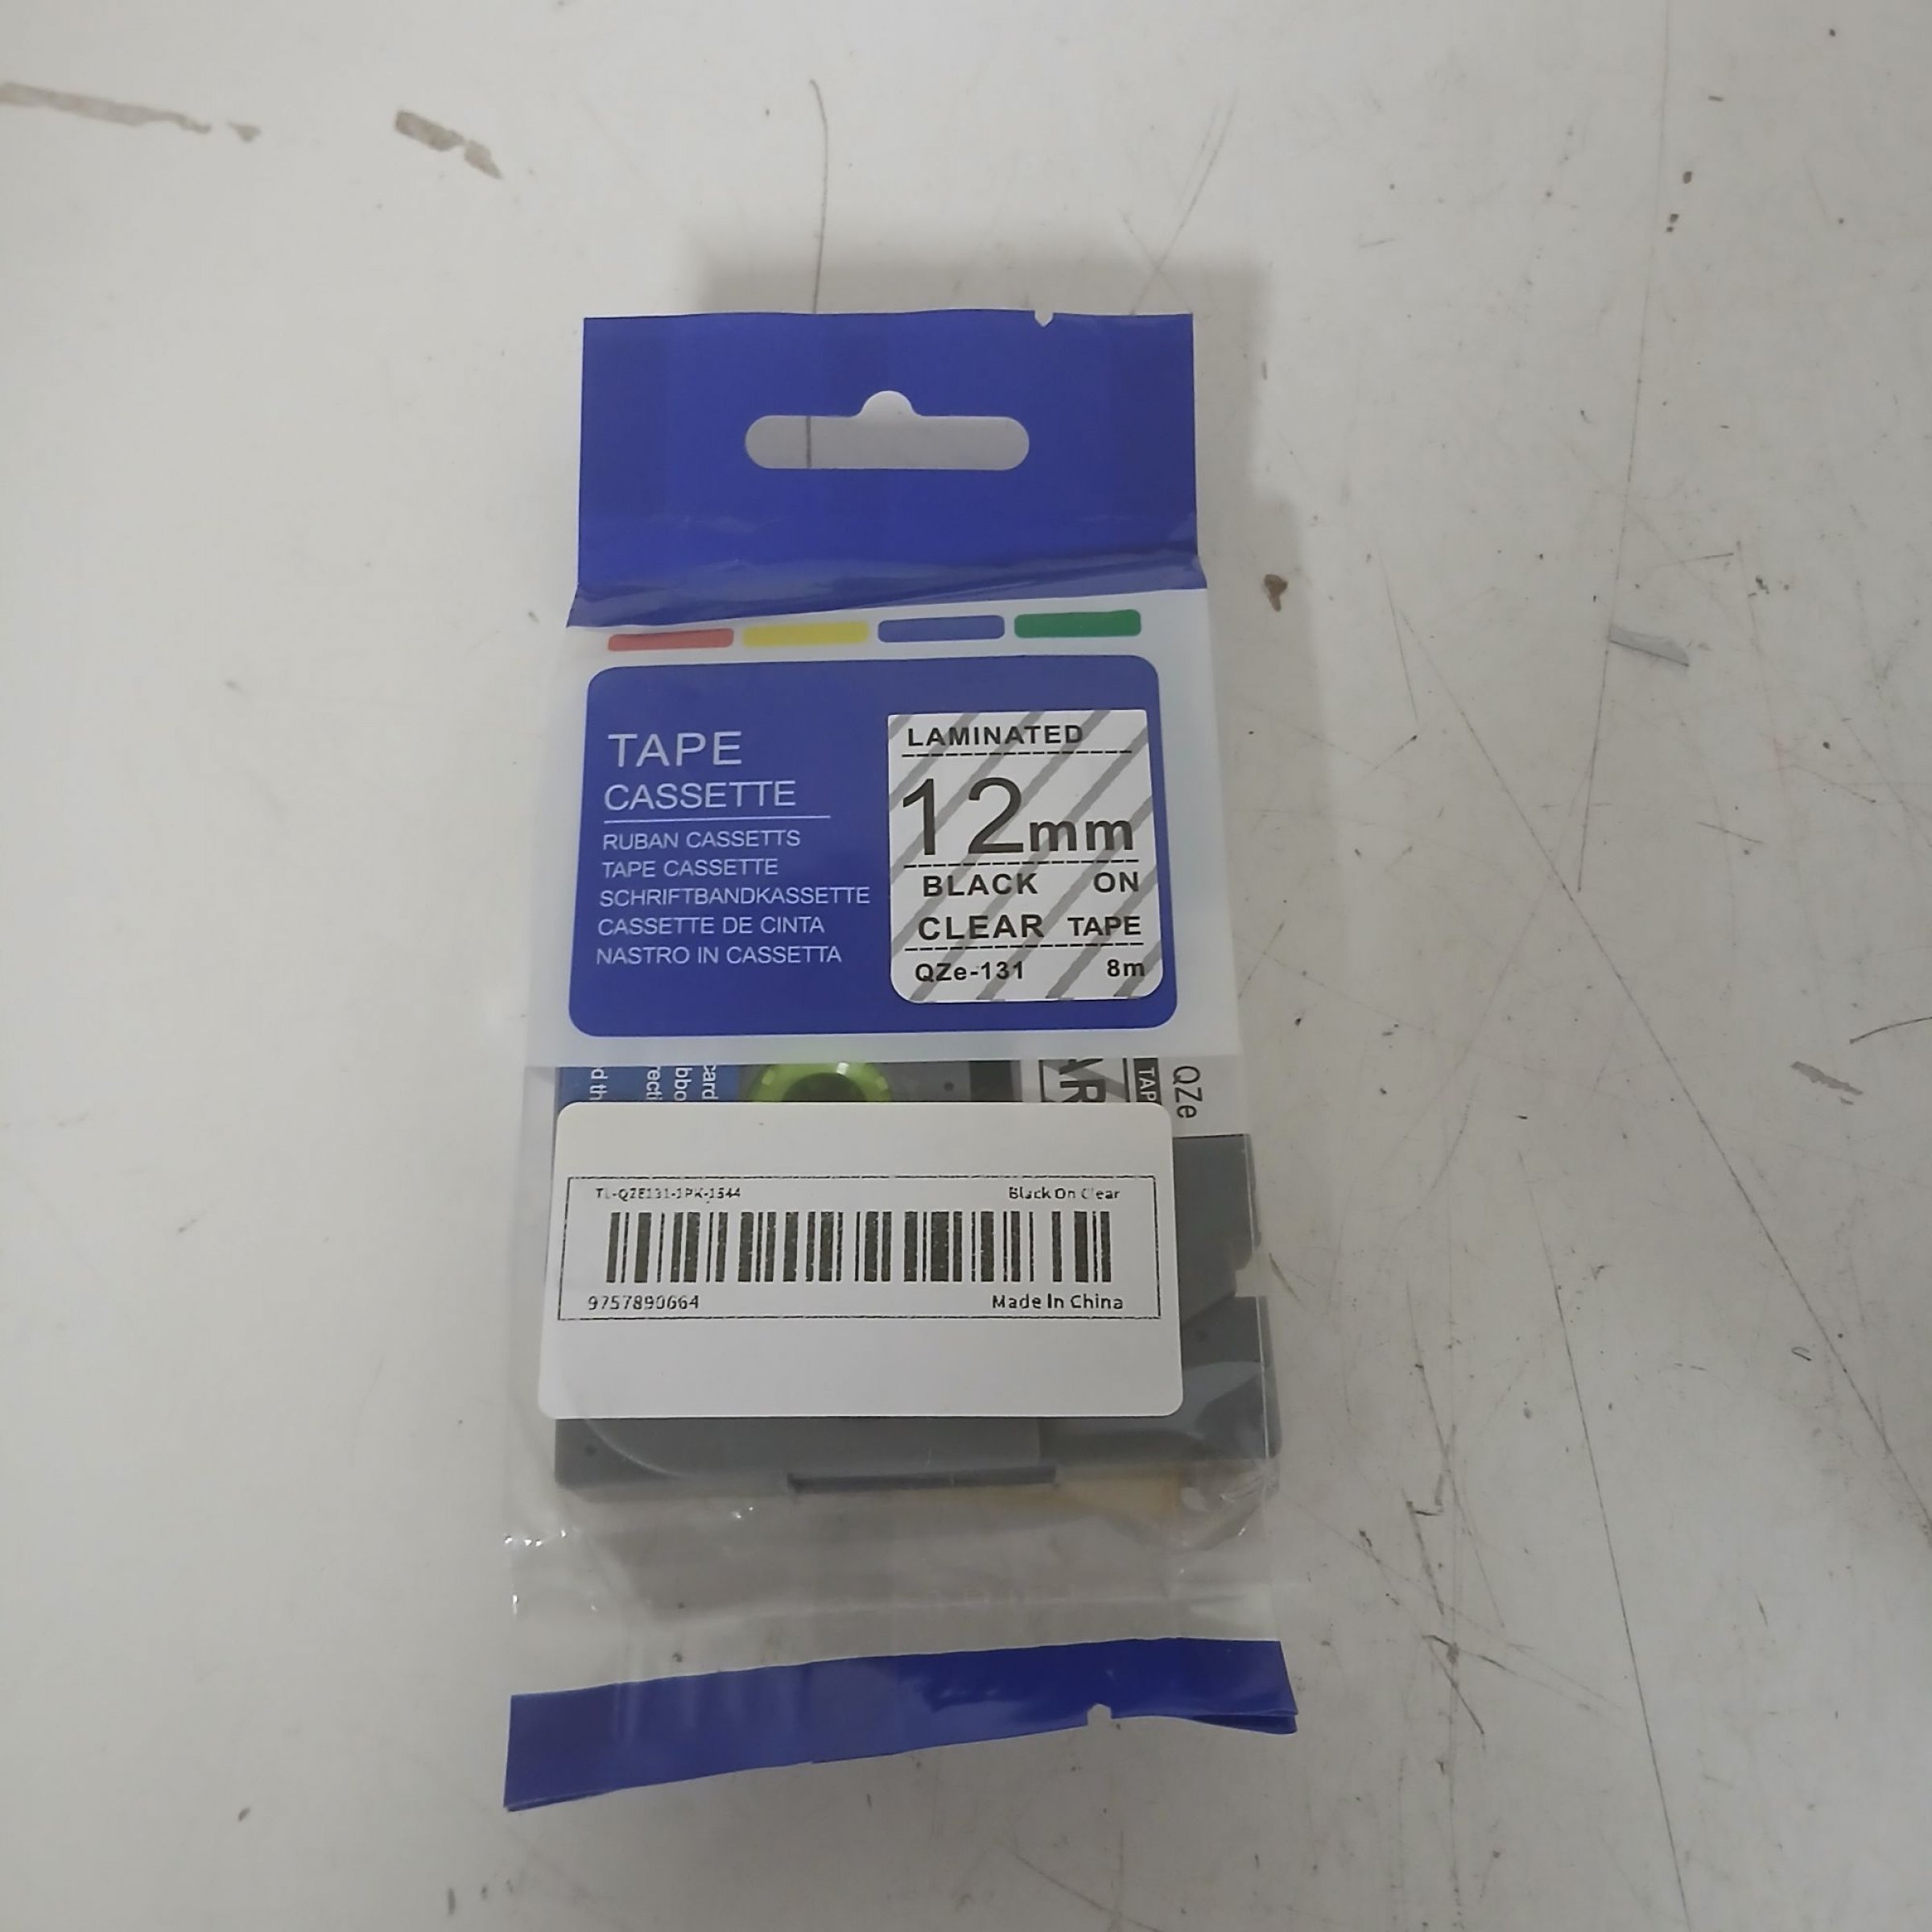 TAPE
CASSETTE
RUBAN CASSETTS
TAPE CASSETTE
SCHRIFTBANDKASSETTE
CASSETTE DE CINTA
NASTRO IN CASSETTA
LAMINATED
12mm
BLACK ON
CLEAR TAPE
QZe-131 8m
QZe
TL-QZE131-1PK-1544 Black On Clear
9757890664 Made In China